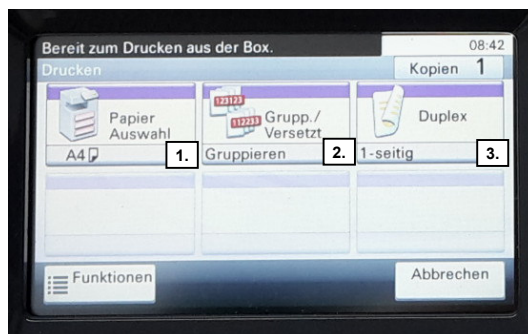 Bereit zum Drucken aus der Box.
08:42
Drucken
Kopien 1
Papier
Auswahl
A4
1.
123123
112233
Grupp./
Versetzt
Gruppieren
2.
Duplex
1-seitig
3.
Funktionen
Abbrechen